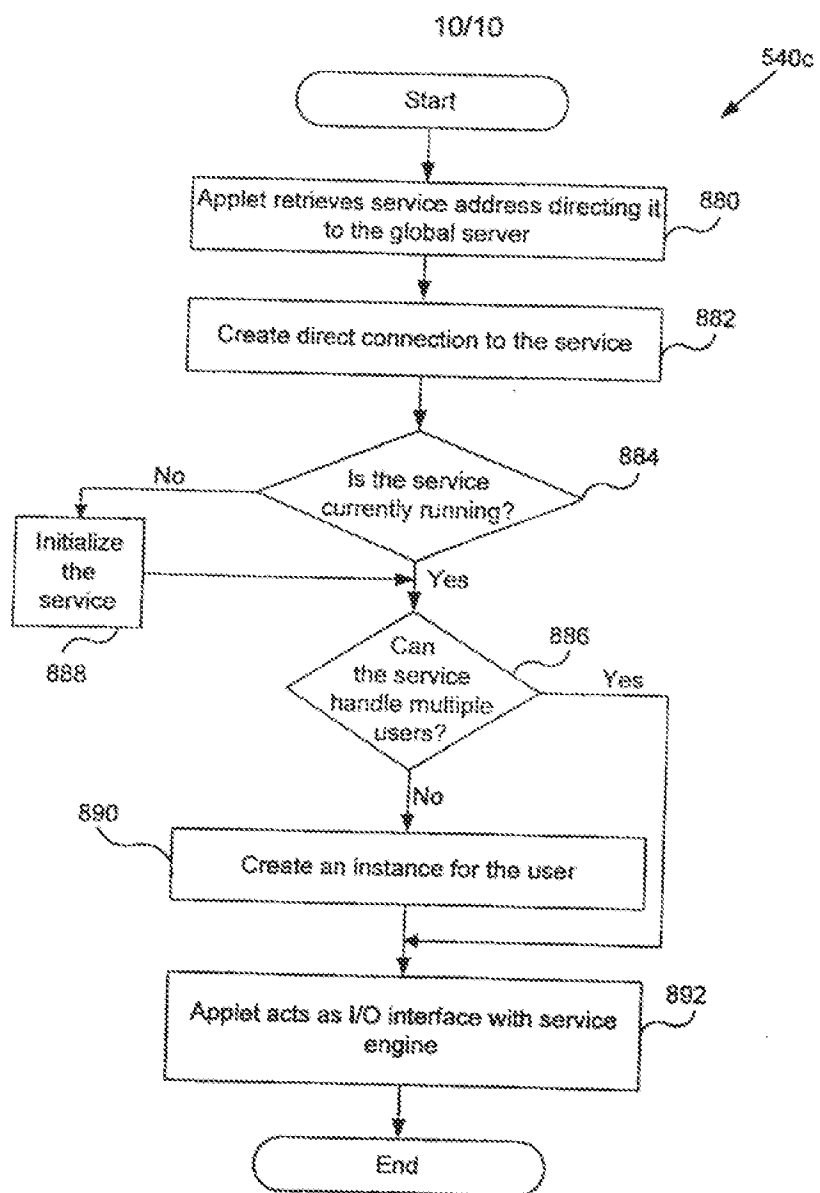 10/10
540c
Start
Applet retrieves service address directing it
to the global server
880
Create direct connection to the service
882
Is the service
currently running?
884
No
Initialize
the
service
888
Yes
Can
the service
handle multiple
users?
886
Yes
No
890
Create an instance for the user
Applet acts as I/O interface with service
engine
892
End